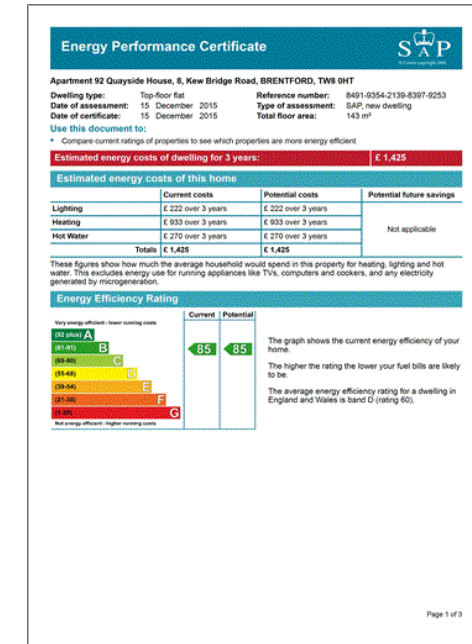 Energy Performance Certificate
SAP
Apartment 92 Quayside House, 8, Kew Bridge Road, BRENTFORD, TW8 0HT
Dwelling type: Top-floor flat
Date of assessment: 15 December 2015
Date of certificate: 15 December 2015
Reference number: 8491-9354-2139-8397-9253
Type of assessment: SAP, new dwelling
Total floor area: 143 m²
Use this document to:
• Compare current ratings of properties to see which properties are more energy efficient
Estimated energy costs of dwelling for 3 years: £ 1,425
Estimated energy costs of this home
Current costs Potential costs Potential future savings
Lighting £ 222 over 3 years £ 222 over 3 years
Heating £ 933 over 3 years £ 933 over 3 years
Hot Water £ 270 over 3 years £ 270 over 3 years
Not applicable
Totals £ 1,425 £ 1,425
These figures show how much the average household would spend in this property for heating, lighting and hot
water. This excludes energy use for running appliances like TVs, computers and cookers, and any electricity
generated by microgeneration.
Energy Efficiency Rating
Current Potential
Very energy efficient - lower running costs
(92 plus) A
(81-91) B
(69-80) C
(55-68) D
(39-54) E
(21-38) F
(1-20) G
Not energy efficient - higher running costs
85 85
The graph shows the current energy efficiency of your
home.
The higher the rating the lower your fuel bills are likely
to be.
The average energy efficiency rating for a dwelling in
England and Wales is band D (rating 60).
Page 1 of 3